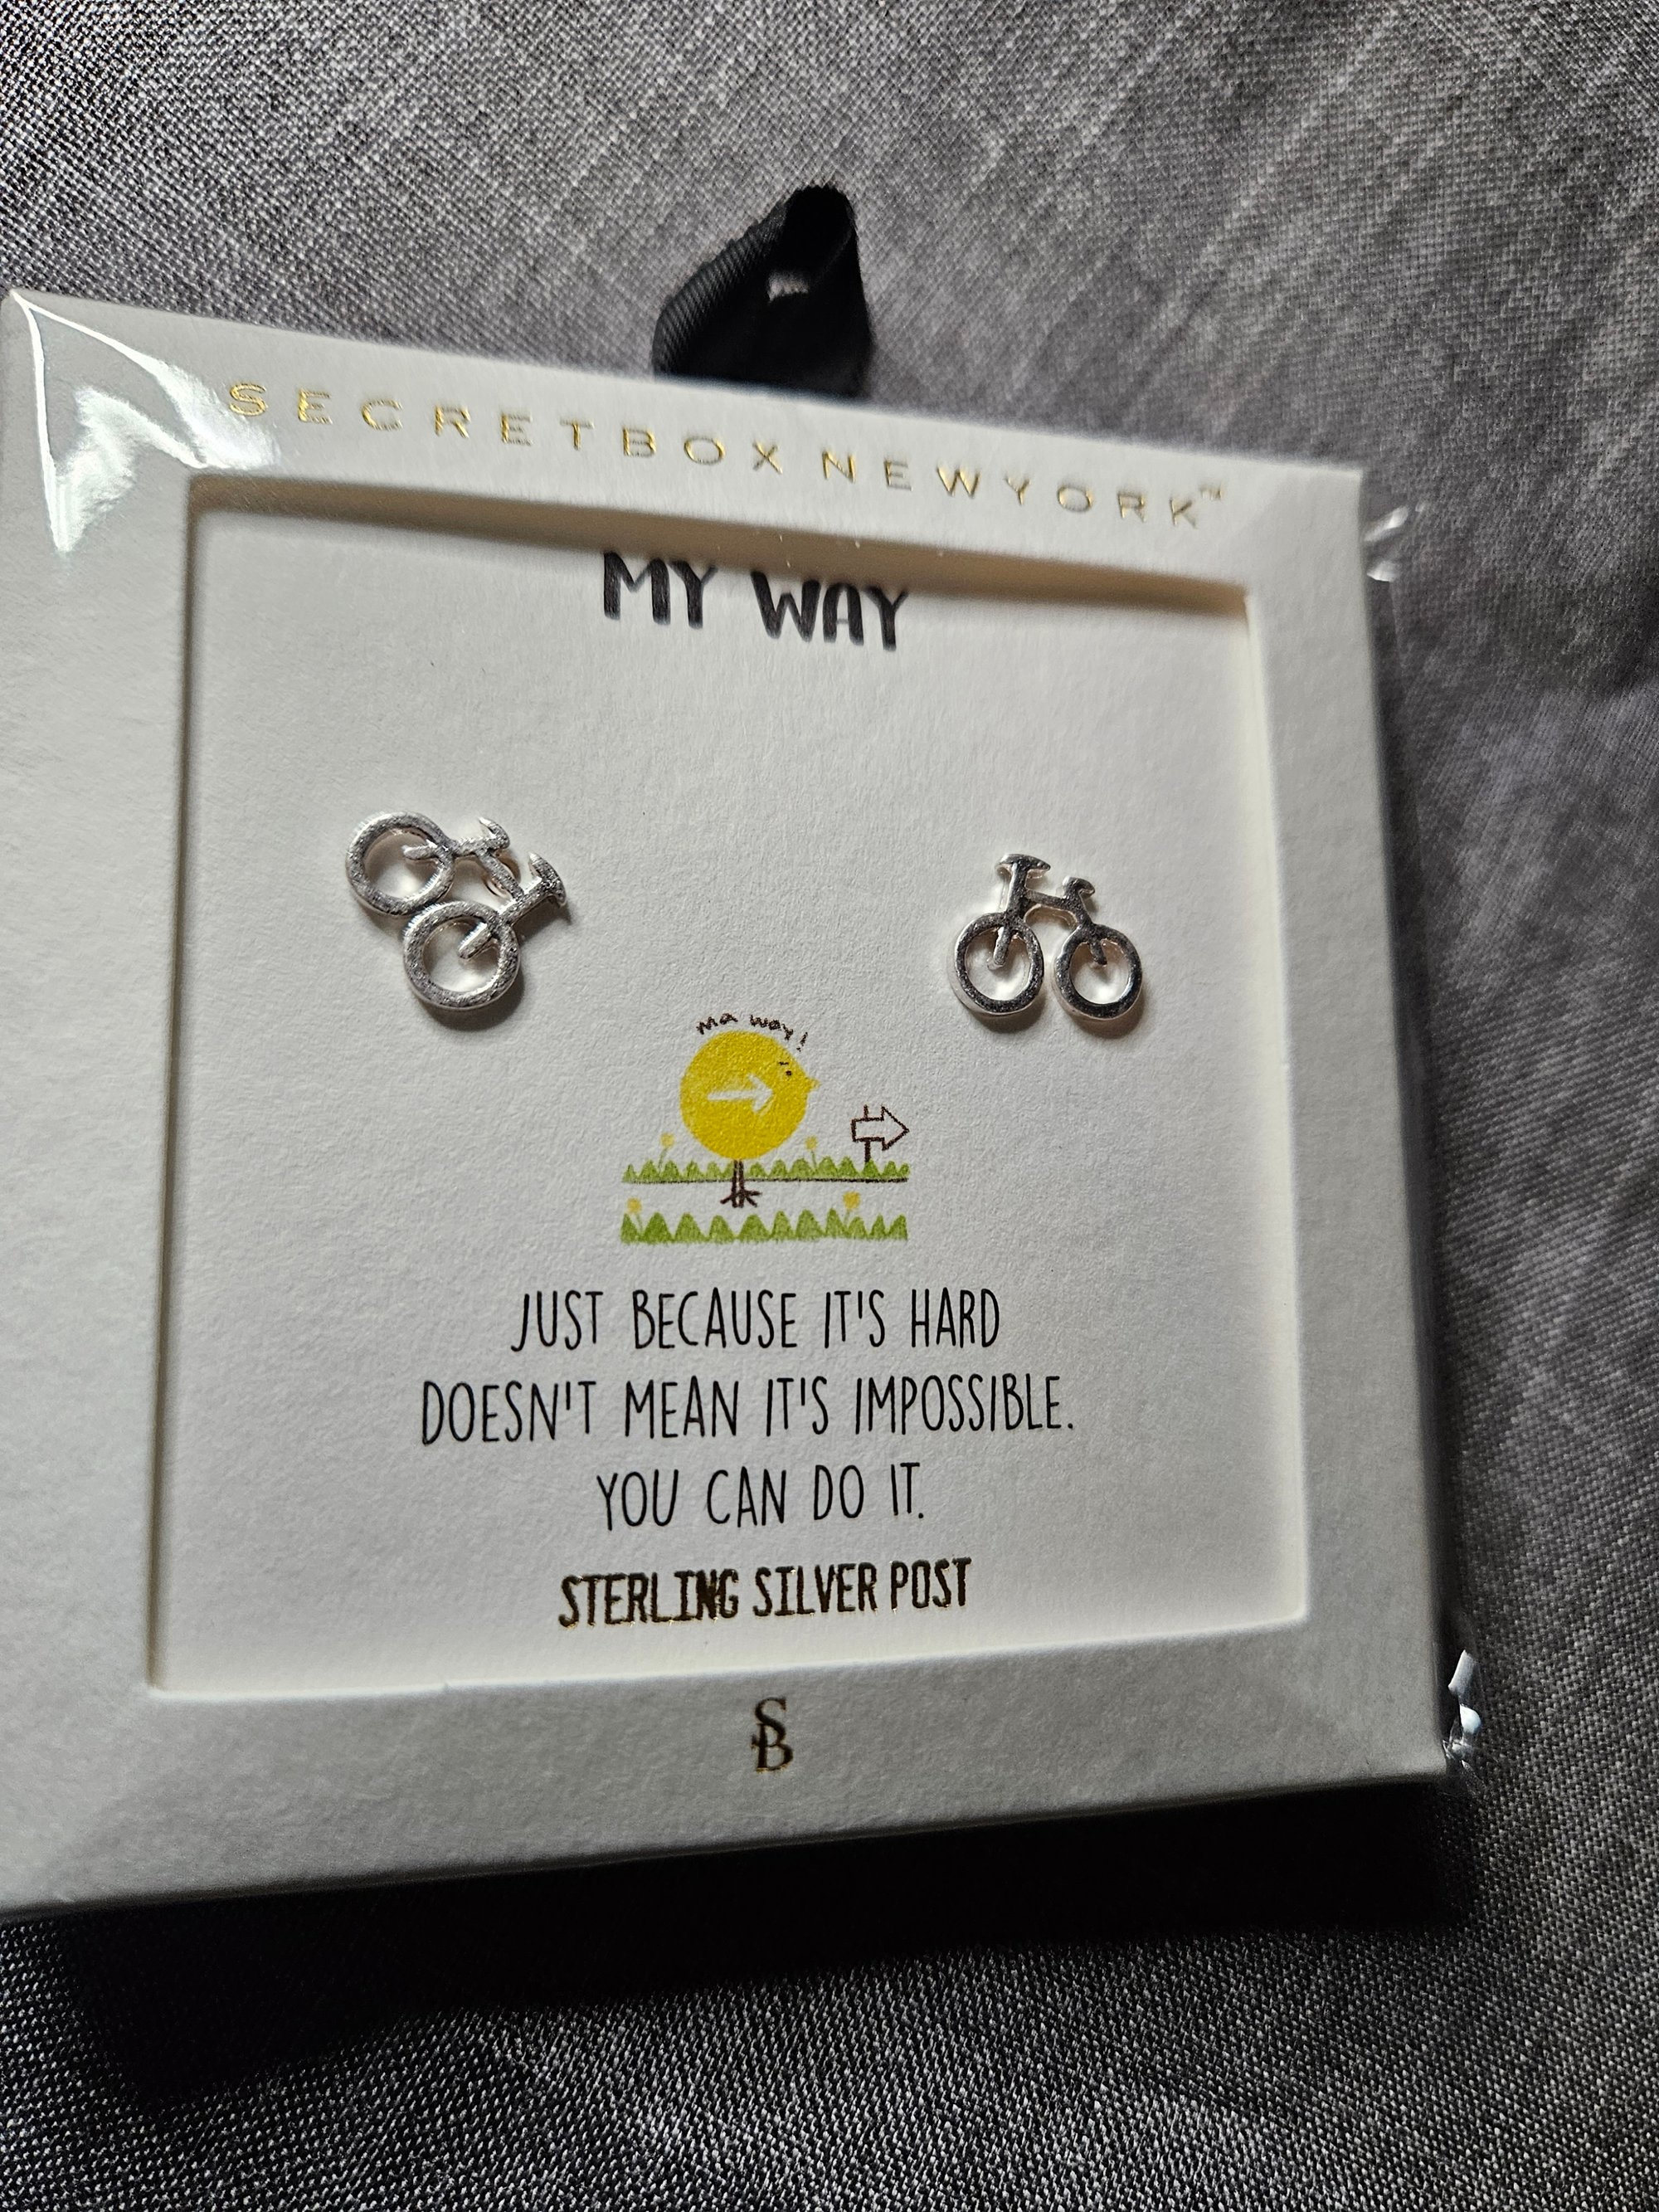 SECRETBOX NEWYORK™
MY WAY
Ma way!
JUST BECAUSE IT'S HARD
DOESN'T MEAN IT'S IMPOSSIBLE.
YOU CAN DO IT.
STERLING SILVER POST
SB